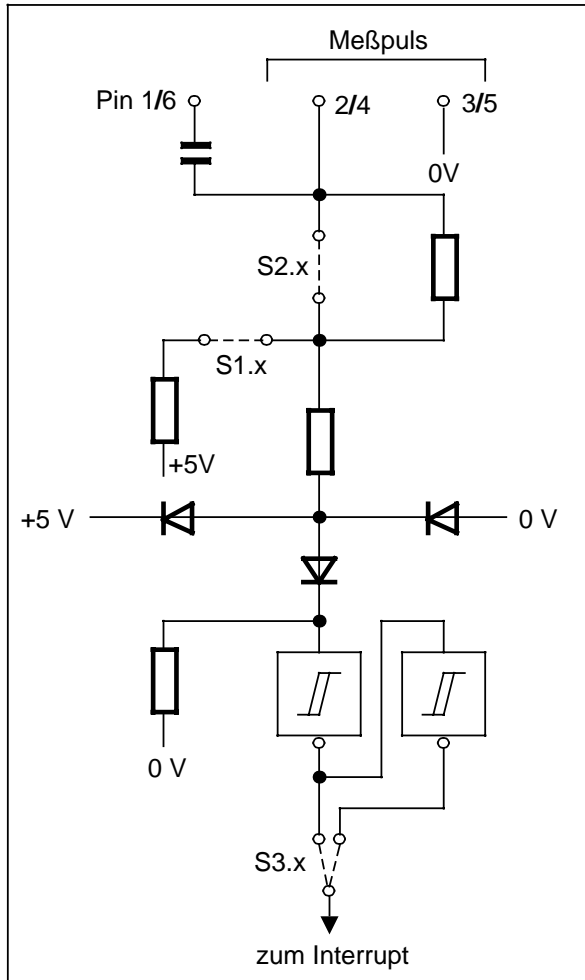 Meßpuls
Pin 1/6
2/4
3/5
0V
S2.x
S1.x
+5V
+5 V
0 V
0 V
S3.x
zum Interrupt